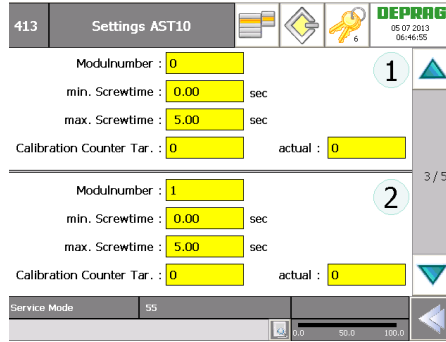 413 Settings AST10 6 DEPRAG
05 07 2013
06:46:55
1
Modulnumber : 0
min. Screwtime : 0.00 sec
max. Screwtime : 5.00 sec
Calibration Counter Tar. : 0 actual : 0
3/5
2
Modulnumber : 1
min. Screwtime : 0.00 sec
max. Screwtime : 5.00 sec
Calibration Counter Tar. : 0 actual : 0
Service Mode S5
0.0 50.0 100.0